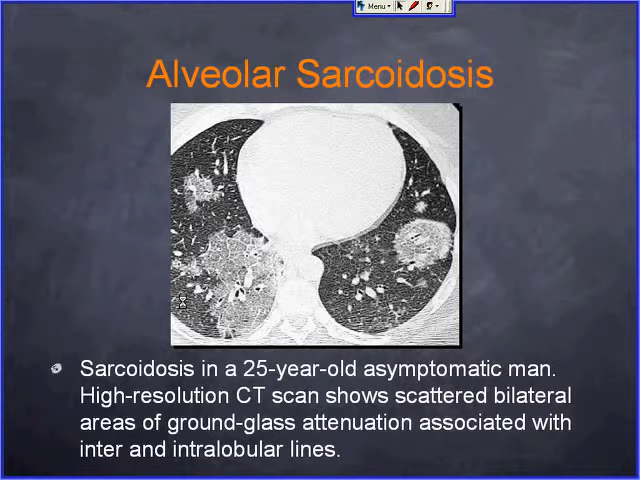 Menu
Alveolar Sarcoidosis
Sarcoidosis in a 25-year-old asymptomatic man.
High-resolution CT scan shows scattered bilateral
areas of ground-glass attenuation associated with
inter and intralobular lines.